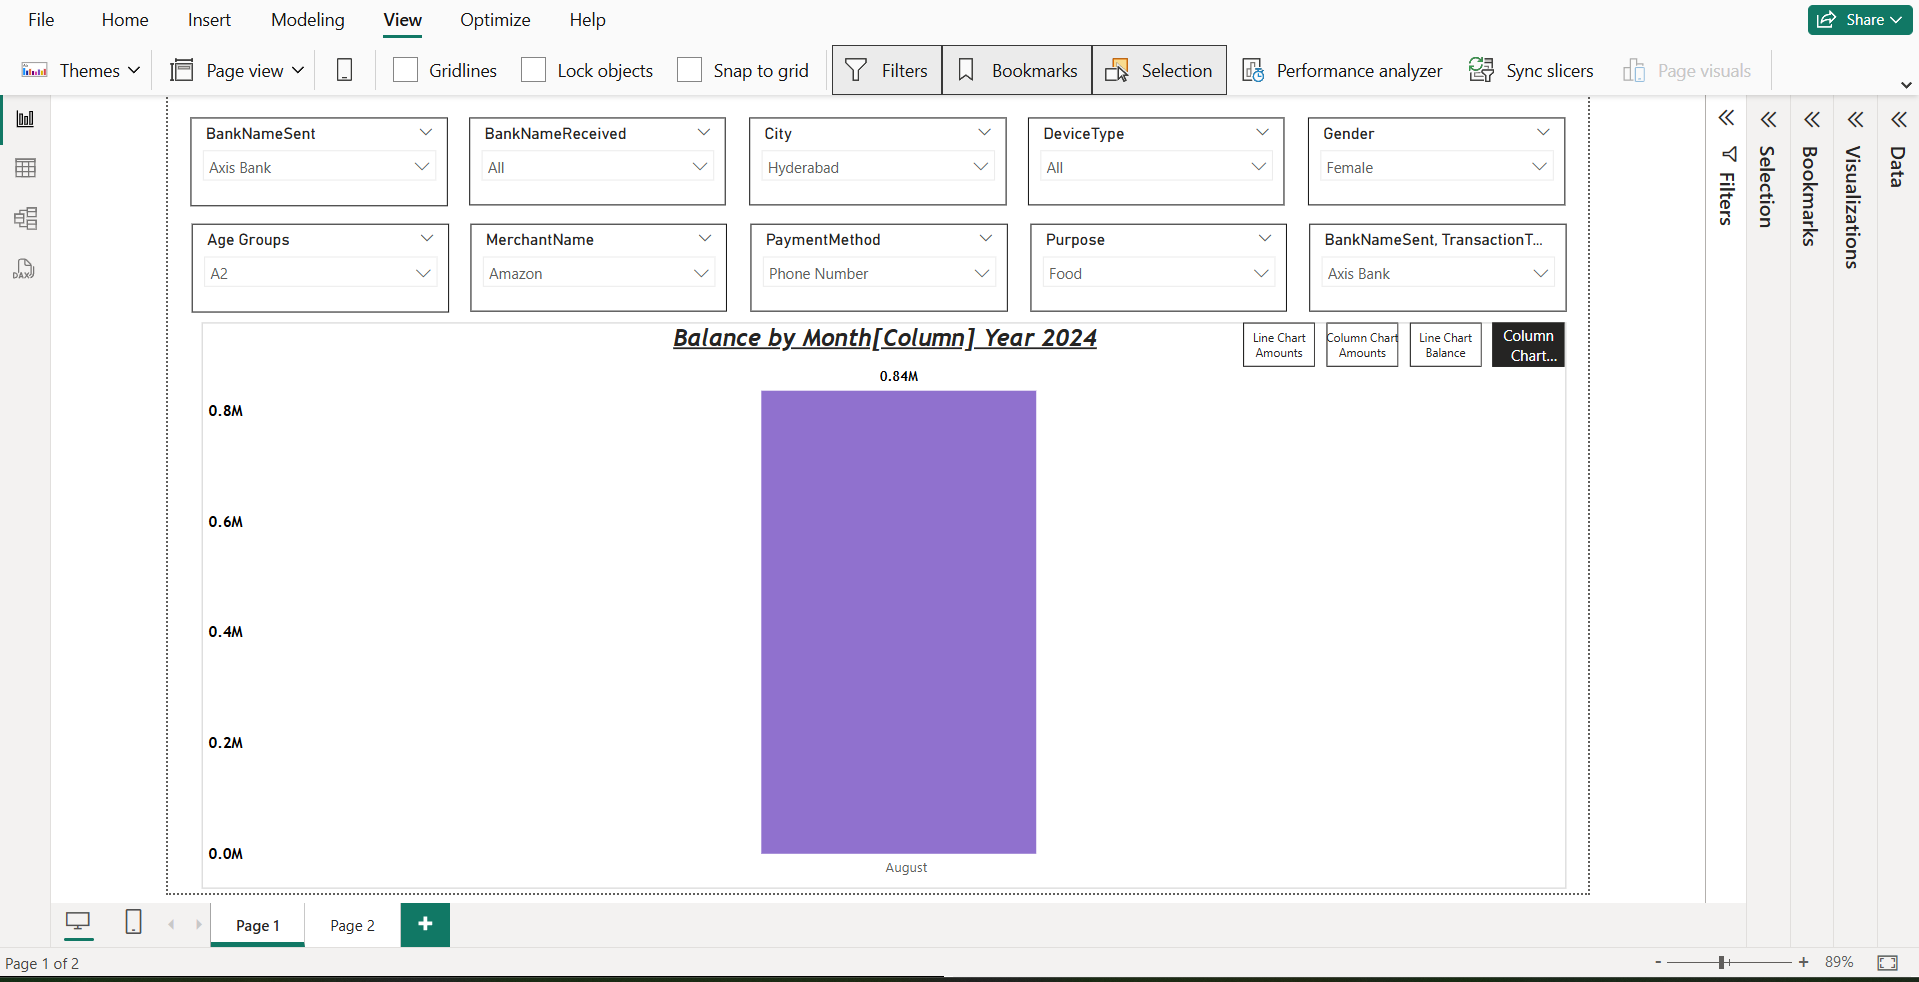 File Home Insert Modeling View Optimize Help Share
Themes Page view Gridlines Lock objects Snap to grid Filters Bookmarks Selection Performance analyzer Sync slicers Page visuals
BankNameSent BankNameReceived City DeviceType Gender
Axis Bank All Hyderabad All Female
Age Groups MerchantName PaymentMethod Purpose BankNameSent, TransactionT...
A2 Amazon Phone Number Food Axis Bank
Balance by Month[Column] Year 2024
Line Chart
Amounts
Column Chart
Amounts
Line Chart
Balance
Column
Chart...
0.84M
0.8M
0.6M
0.4M
0.2M
0.0M
August
Filters
Selection
Bookmarks
Visualizations
Data
DAX
Page 1 Page 2 +
Page 1 of 2
- + 89%